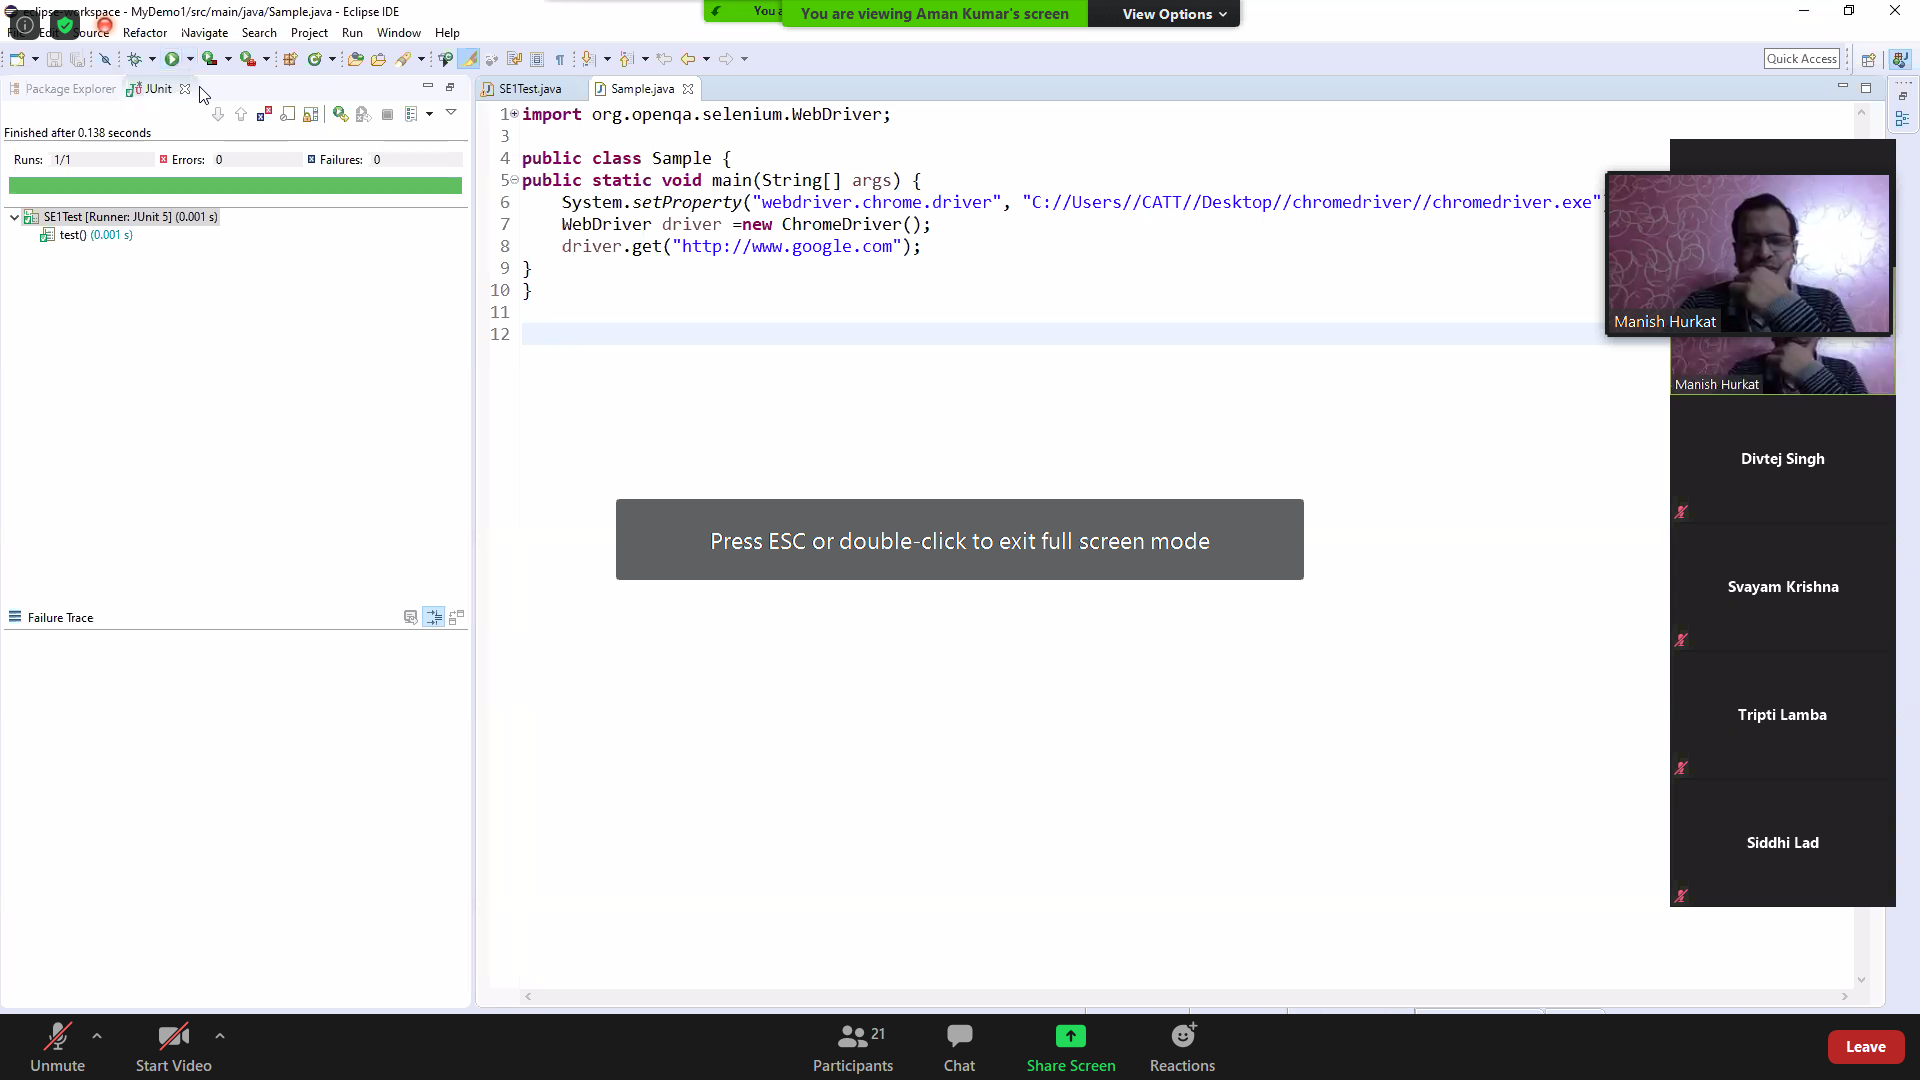 eclipse-workspace - MyDemo1/src/main/java/Sample.java - Eclipse IDE
You a
You are viewing Aman Kumar's screen
View Options
Edit Source Refactor Navigate Search Project Run Window Help
Quick Access
Package Explorer
JUnit
SE1Test.java
Sample.java
Finished after 0.138 seconds
Runs: 1/1
Errors: 0
Failures: 0
SE1Test [Runner: JUnit 5] (0.001 s)
test() (0.001 s)
Failure Trace
1 import org.openqa.selenium.WebDriver;
3
4 public class Sample {
5 public static void main(String[] args) {
6 System.setProperty("webdriver.chrome.driver", "C://Users//CATT//Desktop//chromedriver//chromedriver.exe"
7 WebDriver driver =new ChromeDriver();
8 driver.get("http://www.google.com");
9 }
10 }
11
12
Press ESC or double-click to exit full screen mode
Manish Hurkat
Manish Hurkat
Divtej Singh
Svayam Krishna
Tripti Lamba
Siddhi Lad
Unmute
Start Video
21
Participants
Chat
Share Screen
Reactions
Leave